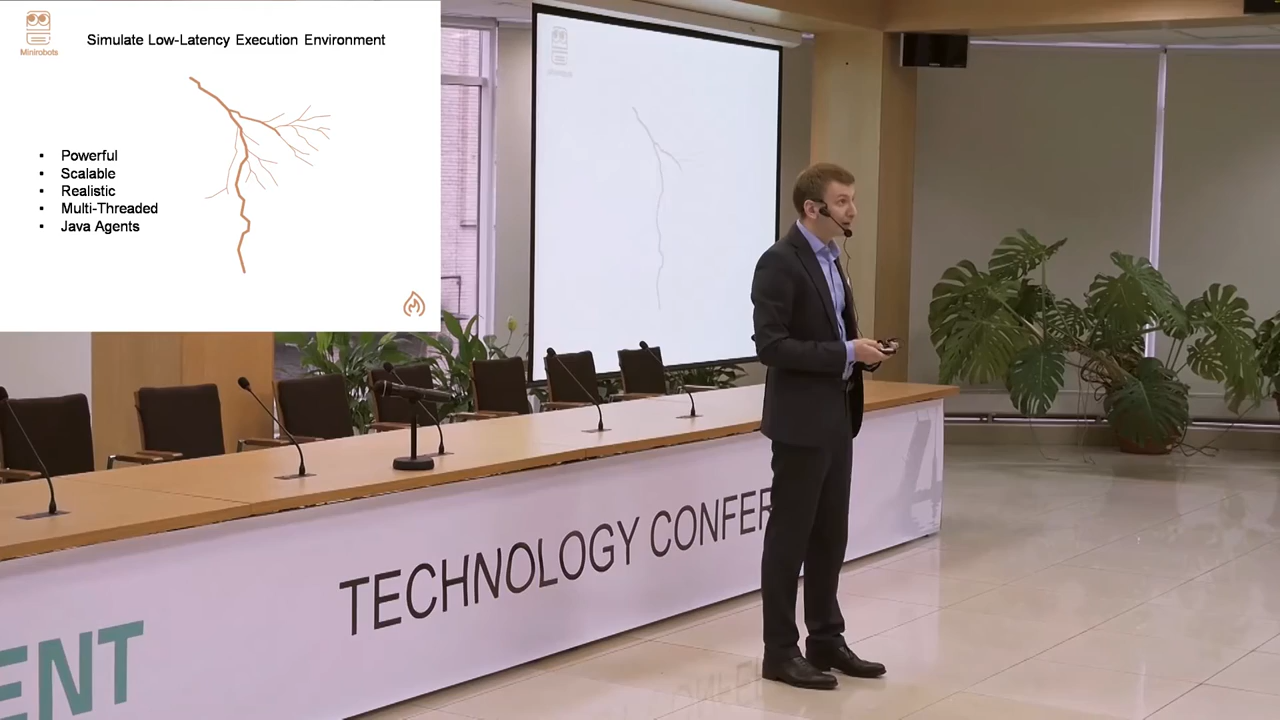 Minirobots
Simulate Low-Latency Execution Environment
▪ Powerful
▪ Scalable
▪ Realistic
▪ Multi-Threaded
▪ Java Agents
TECHNOLOGY CONFER
ENT